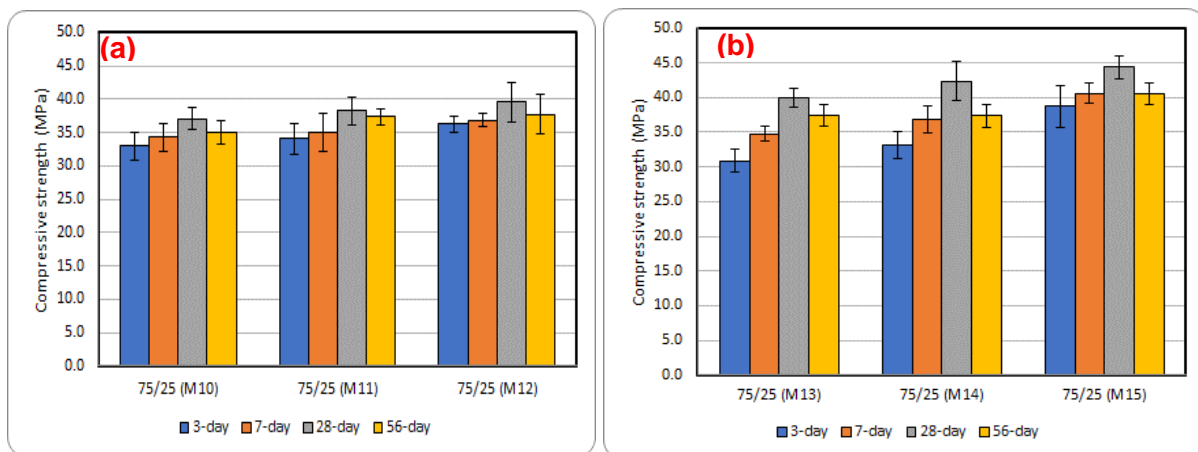 (a)
Compressive strength (MPa)
50.0
45.0
40.0
35.0
30.0
25.0
20.0
15.0
10.0
5.0
0.0
75/25 (M10) 75/25 (M11) 75/25 (M12)
3-day 7-day 28-day 56-day
(b)
Compressive strength (MPa)
50.0
45.0
40.0
35.0
30.0
25.0
20.0
15.0
10.0
5.0
0.0
75/25 (M13) 75/25 (M14) 75/25 (M15)
3-day 7-day 28-day 56-day